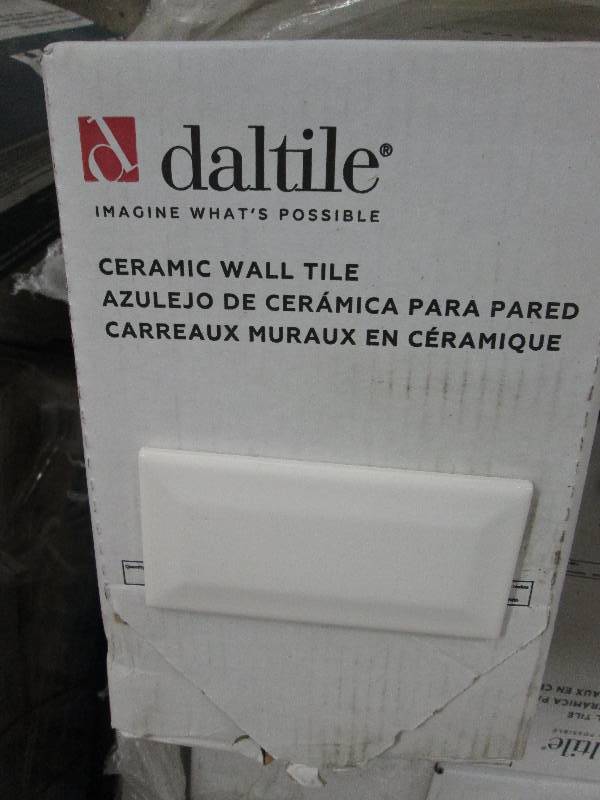 daltile®
IMAGINE WHAT'S POSSIBLE
CERAMIC WALL TILE
AZULEJO DE CERÁMICA PARA PARED
CARREAUX MURAUX EN CÉRAMIQUE